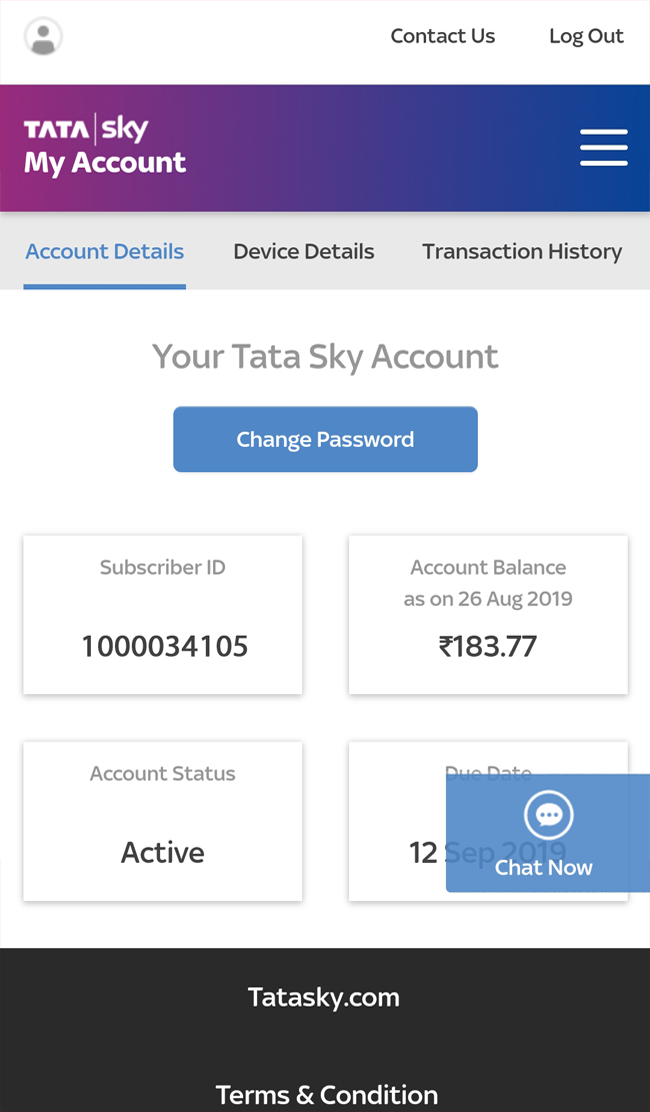 Contact Us
Log Out
TATA sky
My Account
Account Details
Device Details
Transaction History
Your Tata Sky Account
Change Password
Subscriber ID
1000034105
Account Balance
as on 26 Aug 2019
₹183.77
Account Status
Active
Due Date
12 Sep 2019
Chat Now
Tatasky.com
Terms & Condition